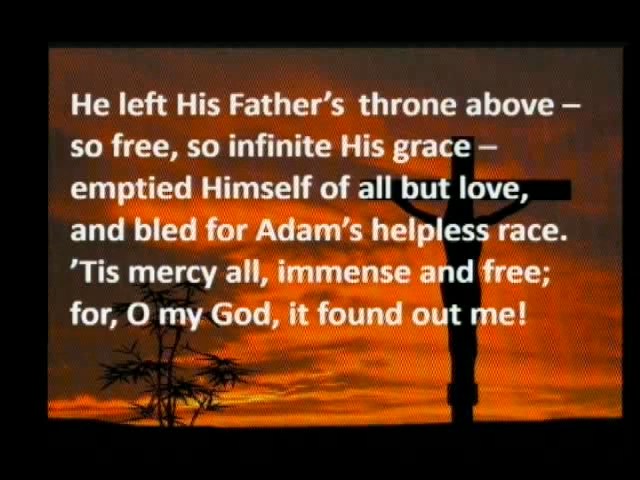 He left His Father's throne above –
so free, so infinite His grace –
emptied Himself of all but love,
and bled for Adam's helpless race.
'Tis mercy all, immense and free;
for, O my God, it found out me!